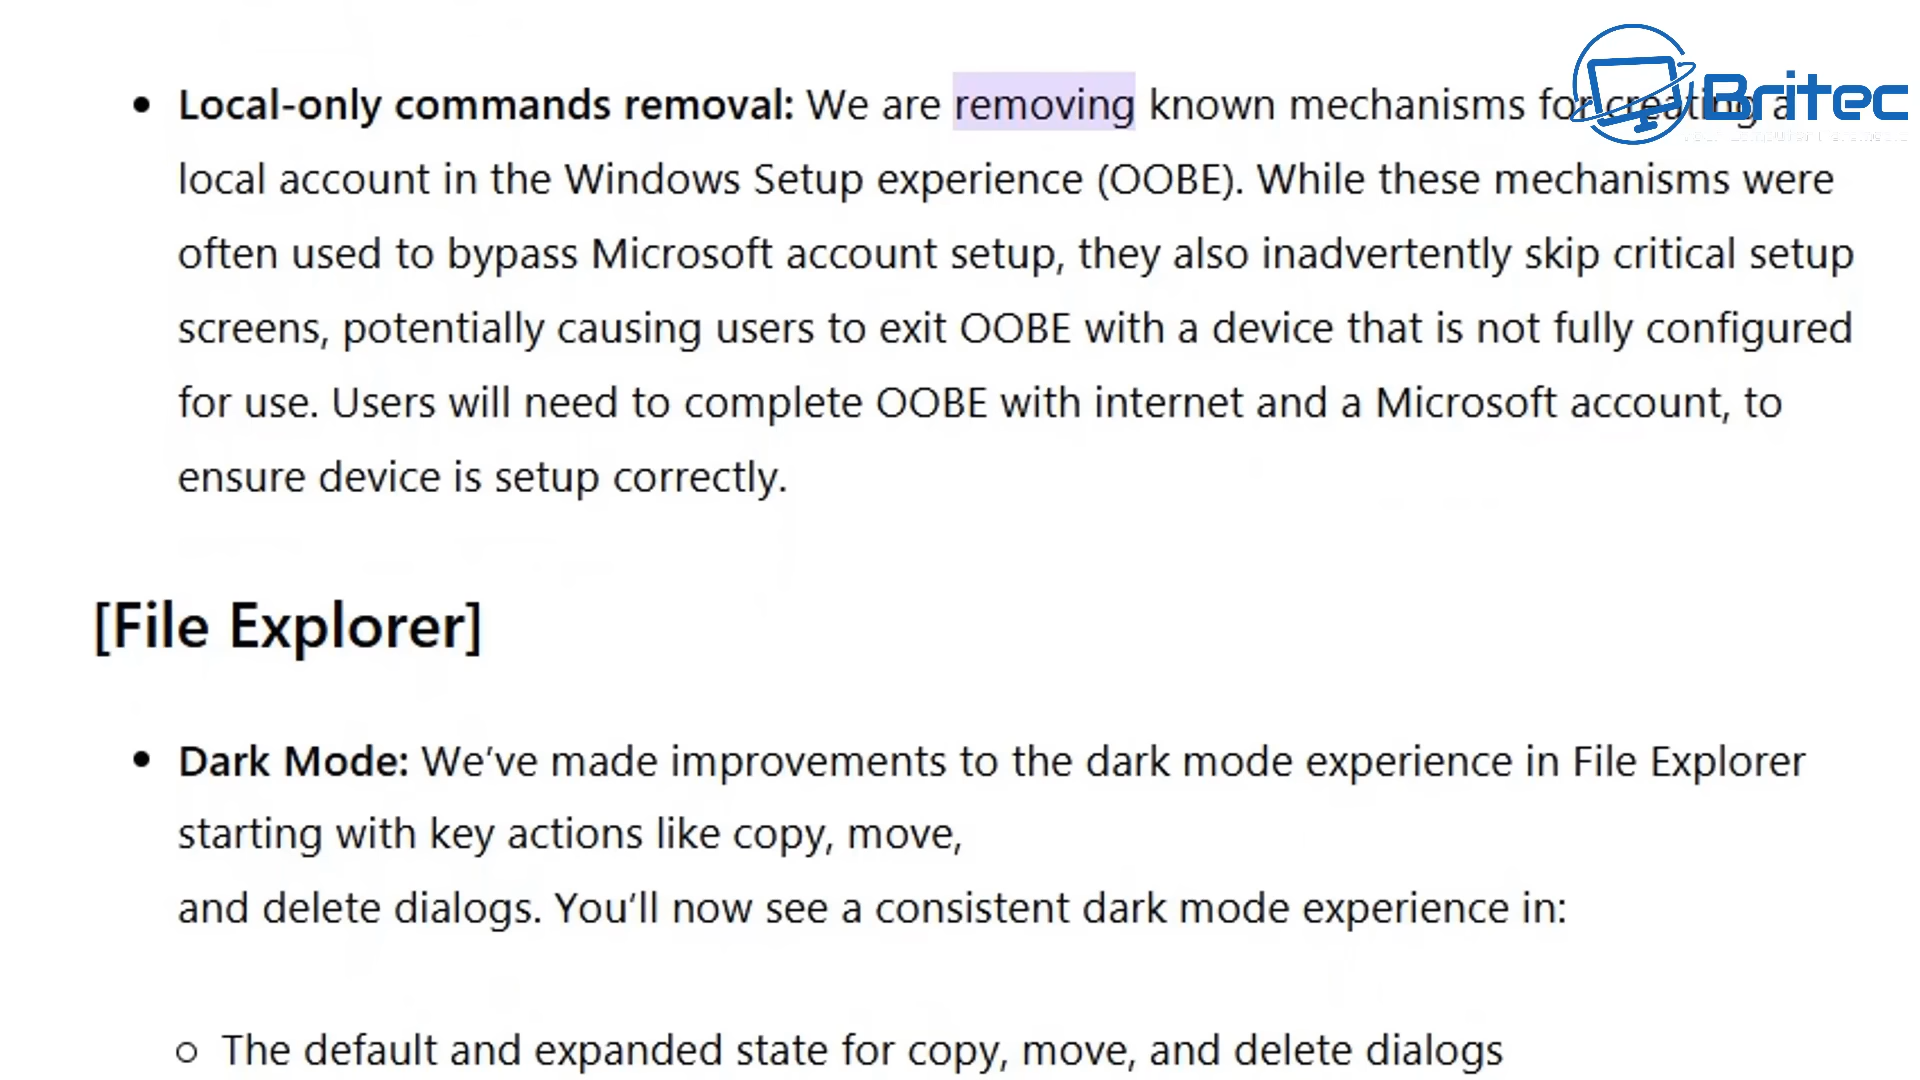 • Local-only commands removal: We are removing known mechanisms for creating a
local account in the Windows Setup experience (OOBE). While these mechanisms were
often used to bypass Microsoft account setup, they also inadvertently skip critical setup
screens, potentially causing users to exit OOBE with a device that is not fully configured
for use. Users will need to complete OOBE with internet and a Microsoft account, to
ensure device is setup correctly.
[File Explorer]
• Dark Mode: We’ve made improvements to the dark mode experience in File Explorer
starting with key actions like copy, move,
and delete dialogs. You’ll now see a consistent dark mode experience in:
○ The default and expanded state for copy, move, and delete dialogs
Britec